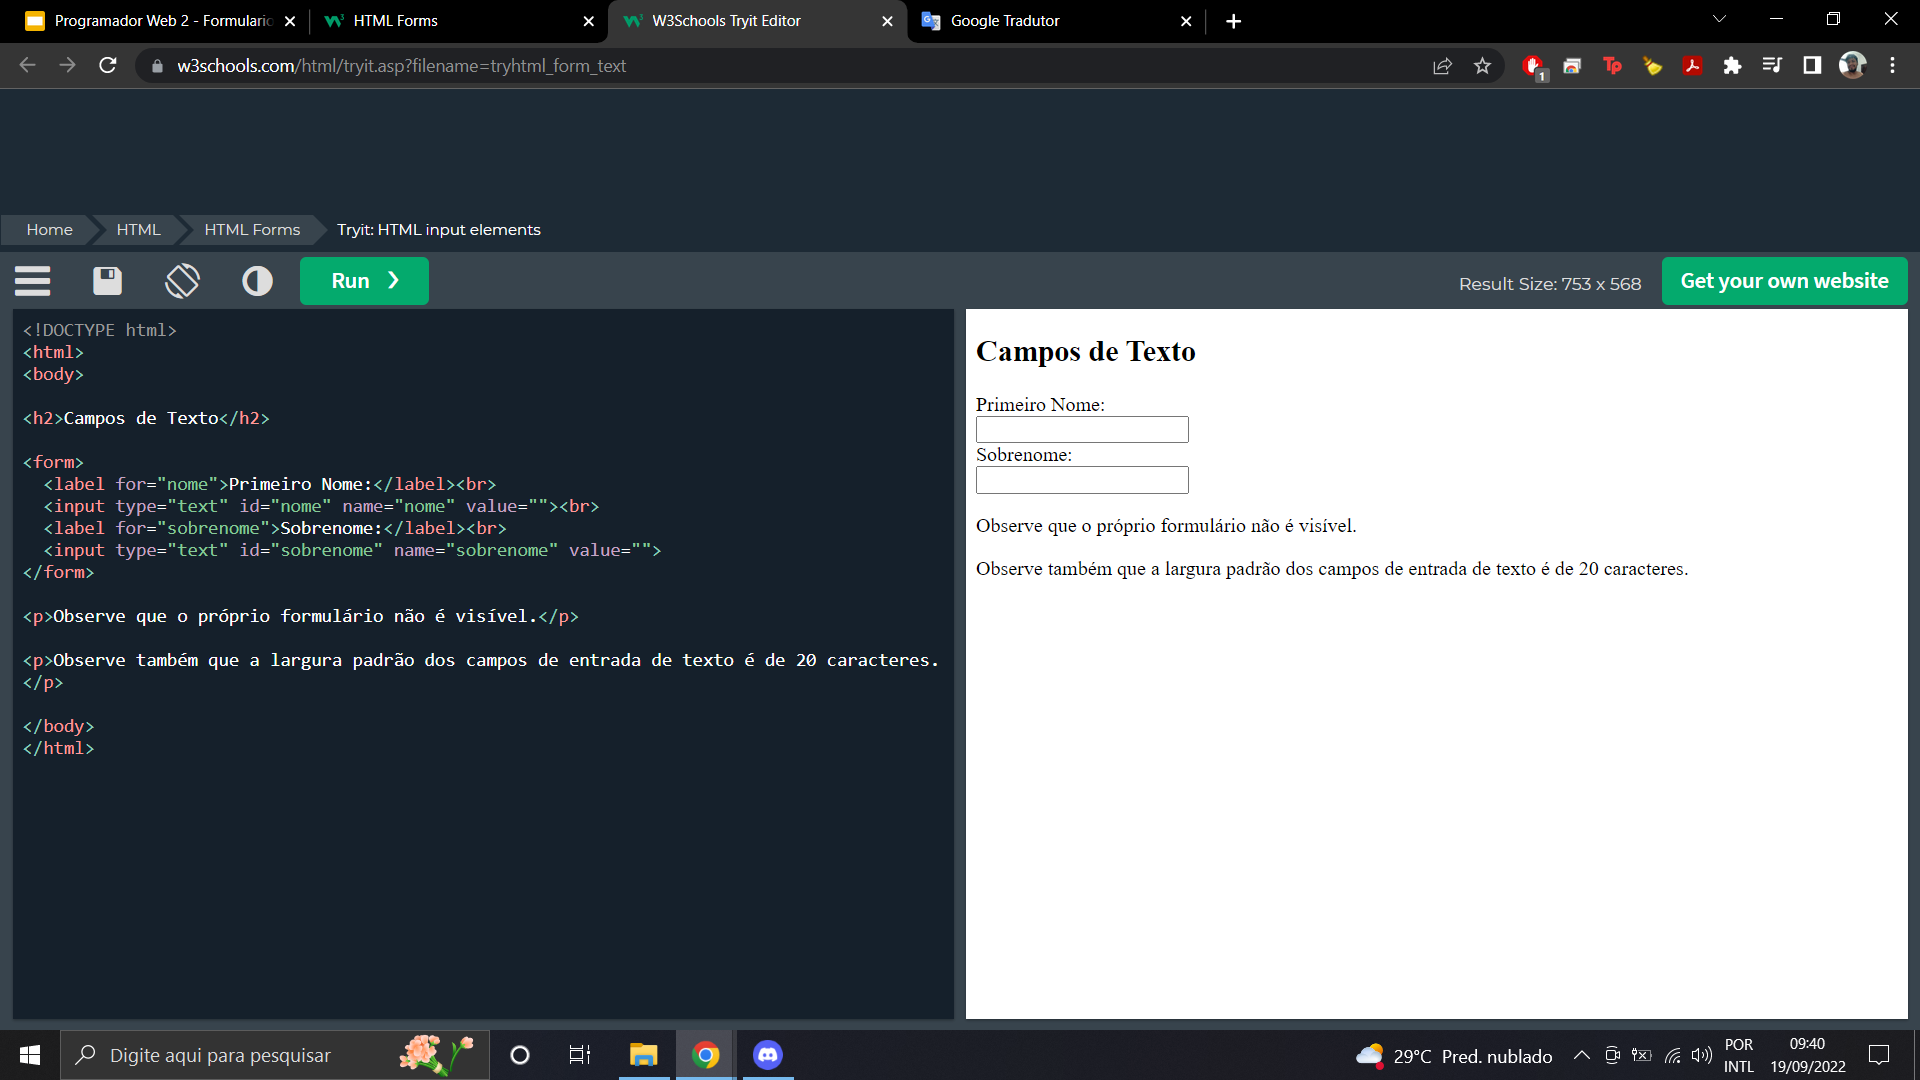 Programador Web 2 - Formulario
HTML Forms
W3Schools Tryit Editor
Google Tradutor
w3schools.com/html/tryit.asp?filename=tryhtml_form_text
1
Home
HTML
HTML Forms
Tryit: HTML input elements
Run ❯
Result Size: 753 x 568
Get your own website
<!DOCTYPE html>
<html>
<body>
<h2>Campos de Texto</h2>
<form>
<label for="nome">Primeiro Nome:</label><br>
<input type="text" id="nome" name="nome" value=""><br>
<label for="sobrenome">Sobrenome:</label><br>
<input type="text" id="sobrenome" name="sobrenome" value="">
</form>
<p>Observe que o próprio formulário não é visível.</p>
<p>Observe também que a largura padrão dos campos de entrada de texto é de 20 caracteres.
</p>
</body>
</html>
Campos de Texto
Primeiro Nome:
Sobrenome:
Observe que o próprio formulário não é visível.
Observe também que a largura padrão dos campos de entrada de texto é de 20 caracteres.
Digite aqui para pesquisar
29°C Pred. nublado
POR
INTL
09:40
19/09/2022